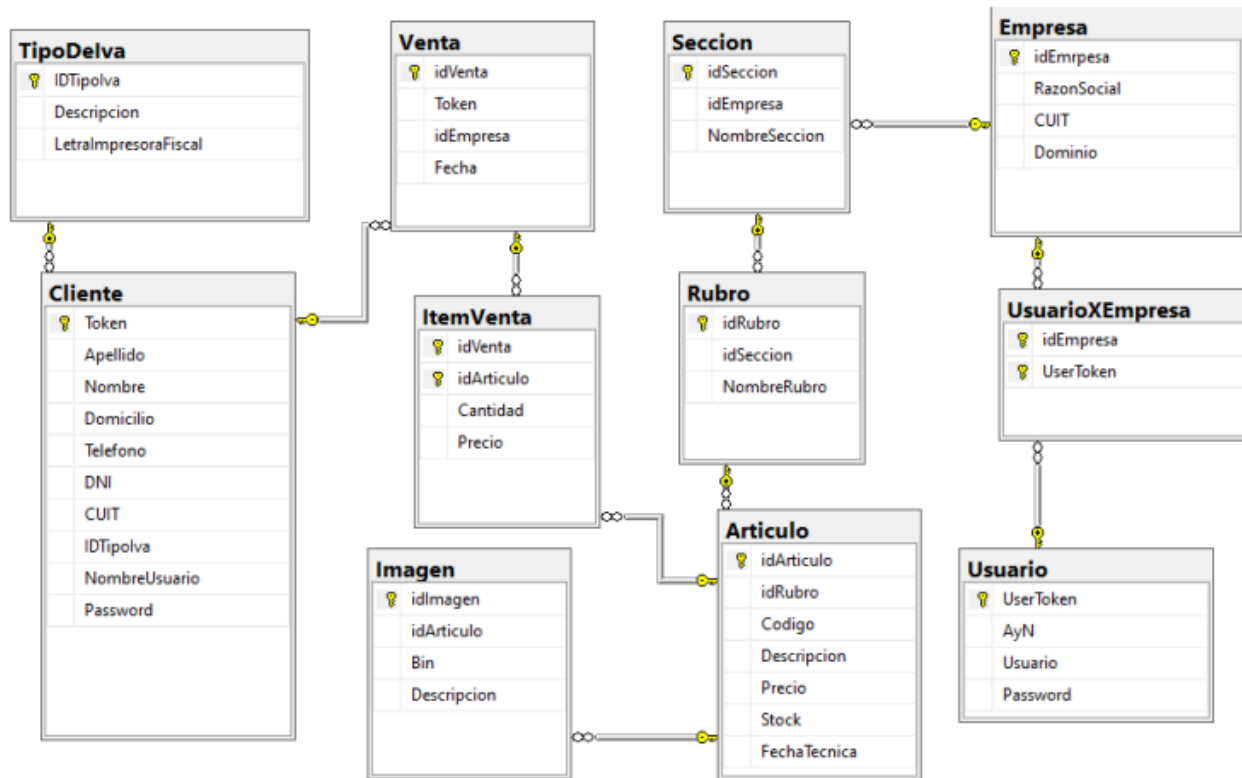 TipoDeIva
IDTipoIva
Descripcion
LetraImpresoraFiscal
Venta
idVenta
Token
idEmpresa
Fecha
Seccion
idSeccion
idEmpresa
NombreSeccion
Empresa
idEmrpesa
RazonSocial
CUIT
Dominio
Cliente
Token
Apellido
Nombre
Domicilio
Telefono
DNI
CUIT
IDTipoIva
NombreUsuario
Password
ItemVenta
idVenta
idArticulo
Cantidad
Precio
Rubro
idRubro
idSeccion
NombreRubro
UsuarioXEmpresa
idEmpresa
UserToken
Imagen
idImagen
idArticulo
Bin
Descripcion
Articulo
idArticulo
idRubro
Codigo
Descripcion
Precio
Stock
FechaTecnica
Usuario
UserToken
AyN
Usuario
Password